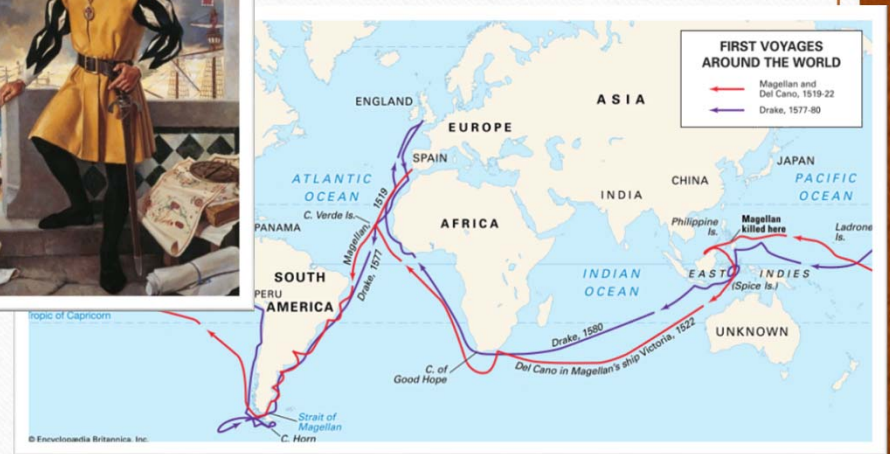 FIRST VOYAGES
AROUND THE WORLD
Magellan and
Del Cano, 1519-22
Drake, 1577-80
ENGLAND
EUROPE
ASIA
SPAIN
ATLANTIC
OCEAN
C. Verde Is.
Magellan, 1519
Drake, 1577
PANAMA
AFRICA
INDIA
CHINA
JAPAN
PACIFIC
OCEAN
Philippine
Is.
Magellan
killed here
Ladrone
Is.
SOUTH
AMERICA
PERU
INDIAN
OCEAN
EAST INDIES
(Spice Is.)
UNKNOWN
Tropic of Capricorn
Drake, 1580
Del Cano in Magellan's ship Victoria, 1522
C. of
Good Hope
Strait of
Magellan
C. Horn
© Encyclopædia Britannica, Inc.